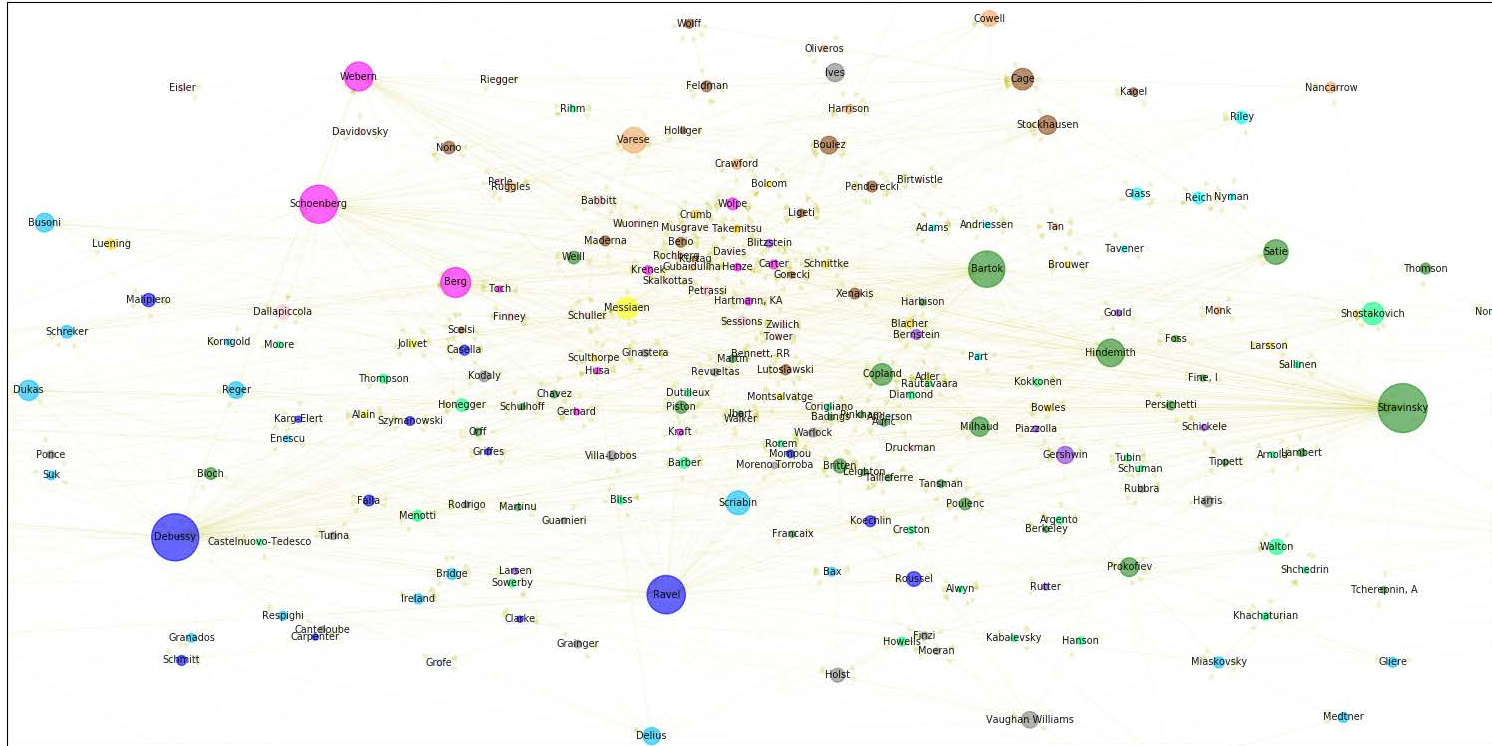 Wolff
Cowell
Oliveros
Webern
Riegger
Ives
Cage
Eisler
Feldman
Kagel
Nancarrow
Rihm
Harrison
Riley
Davidovsky
Holliger
Stockhausen
Nono
Varese
Boulez
Crawford
Perle
Ruggles
Bolcom
Penderecki
Birtwistle
Glass
Reich
Nyman
Schoenberg
Babbitt
Wolpe
Ligeti
Busoni
Crumb
Wuorinen
Musgrave
Takemitsu
Adams
Andriessen
Tan
Luening
Maderna
Berio
Blitzstein
Tavener
Satie
Weill
Rochberg
Kurtag
Davies
Krenek
Gubaidulina
Henze
Carter
Gorecki
Schnittke
Bartok
Brouwer
Thomson
Berg
Skalkottas
Toch
Petrassi
Xenakis
Malipiero
Hartmann, KA
Harbison
Dallapiccola
Finney
Schuller
Messiaen
Gould
Monk
Shostakovich
Nor
Schreker
Scelsi
Sessions
Zwilich
Tower
Blacher
Bernstein
Korngold
Moore
Jolivet
Casella
Sculthorpe
Ginastera
Martin
Bennett, RR
Part
Hindemith
Foss
Larsson
Sallinen
Dukas
Reger
Thompson
Kodaly
Husa
Revueltas
Lutoslawski
Copland
Adler
Rautavaara
Kokkonen
Fine, I
Chavez
Dutilleux
Montsalvatge
Diamond
Honegger
Schulhoff
Gerhard
Piston
Ibert
Walker
Corigliano
Badings
Pinkham
Anderson
Auric
Bowles
Persichetti
Stravinsky
Karg-Elert
Alain
Szymanowski
Orff
Kraft
Warlock
Milhaud
Piazzolla
Schickele
Enescu
Griffes
Villa-Lobos
Rorem
Mompou
Druckman
Gershwin
Tubin
Arnold
Lambert
Ponce
Suk
Bloch
Barber
Moreno Torroba
Britten
Leighton
Tailleferre
Tansman
Schuman
Tippett
Rubbra
Falla
Menotti
Rodrigo
Martinu
Bliss
Scriabin
Poulenc
Harris
Guarnieri
Koechlin
Creston
Argento
Berkeley
Debussy
Castelnuovo-Tedesco
Turina
Francaix
Walton
Bridge
Larsen
Sowerby
Bax
Roussel
Alwyn
Rutter
Prokofiev
Shchedrin
Tcherepnin, A
Ireland
Ravel
Respighi
Clarke
Khachaturian
Granados
Canteloube
Carpenter
Grainger
Howells
Finzi
Moeran
Kabalevsky
Hanson
Schmitt
Grofe
Holst
Miaskovsky
Gliere
Vaughan Williams
Medtner
Delius